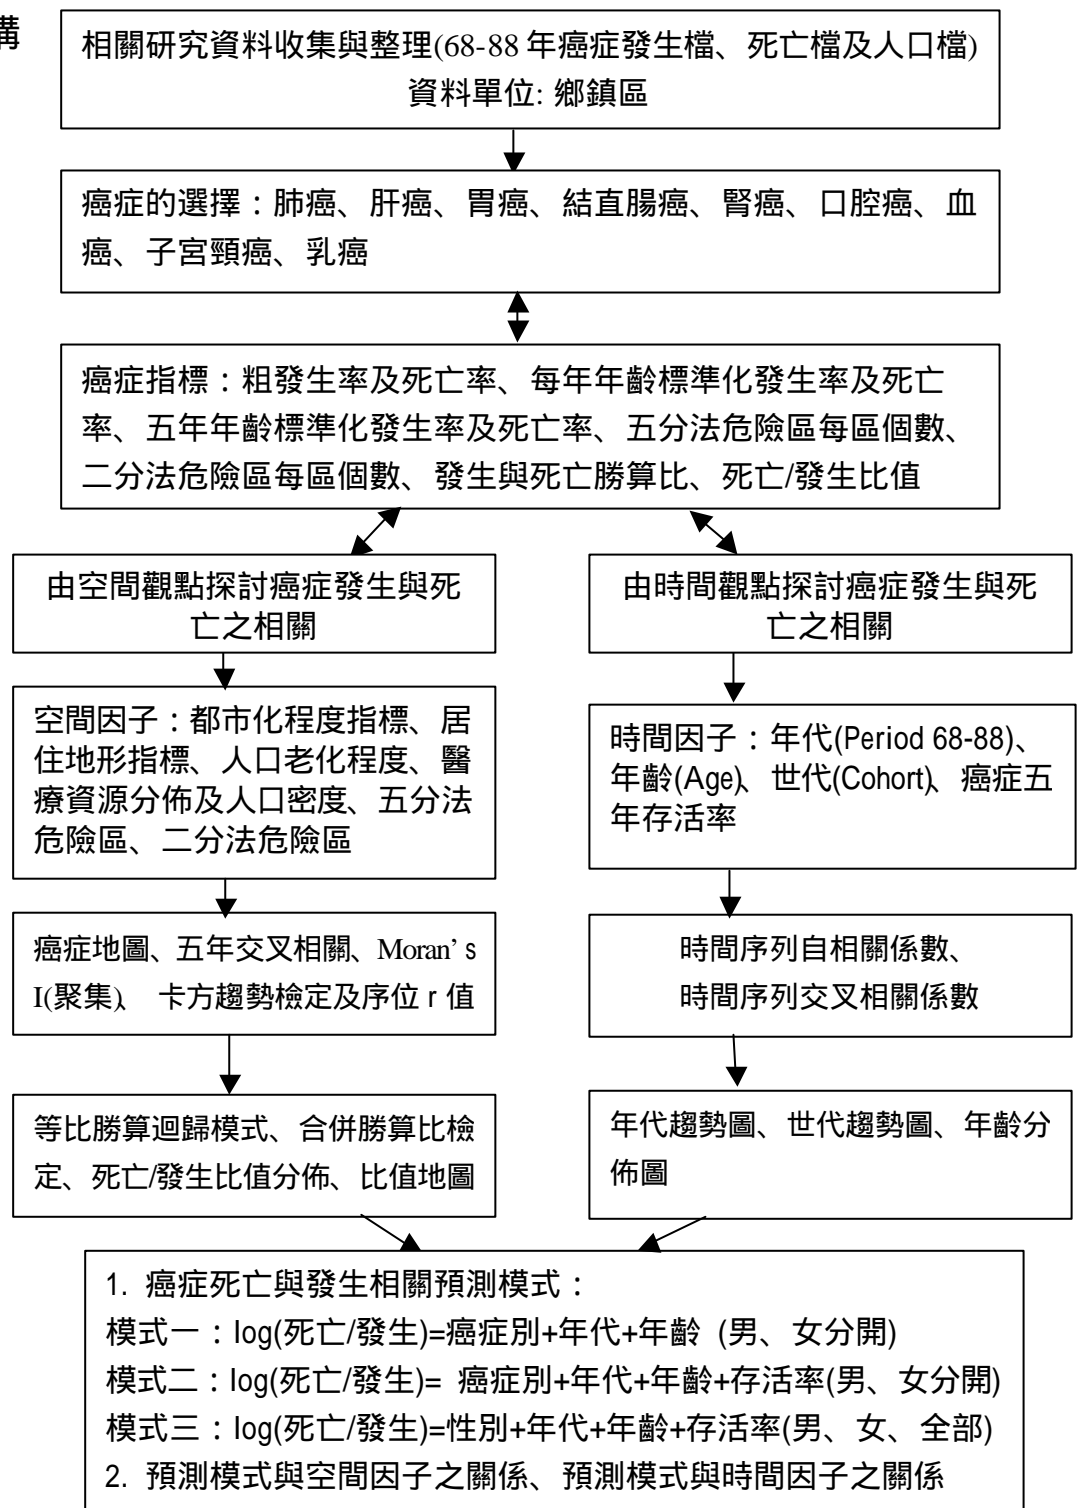 構
相關研究資料收集與整理(68-88 年癌症發生檔、死亡檔及人口檔)
資料單位: 鄉鎮區
癌症的選擇：肺癌、肝癌、胃癌、結直腸癌、腎癌、口腔癌、血
癌、子宮頸癌、乳癌
癌症指標：粗發生率及死亡率、每年年齡標準化發生率及死亡
率、五年年齡標準化發生率及死亡率、五分法危險區每區個數、
二分法危險區每區個數、發生與死亡勝算比、死亡/發生比值
由空間觀點探討癌症發生與死
亡之相關
空間因子：都市化程度指標、居
住地形指標、人口老化程度、醫
療資源分佈及人口密度、五分法
危險區、二分法危險區
癌症地圖、五年交叉相關、Moran’s
I(聚集)、 卡方趨勢檢定及序位 r 值
等比勝算迴歸模式、合併勝算比檢
定、死亡/發生比值分佈、比值地圖
由時間觀點探討癌症發生與死
亡之相關
時間因子：年代(Period 68-88)、
年齡(Age)、世代(Cohort)、癌症五
年存活率
時間序列自相關係數、
時間序列交叉相關係數
年代趨勢圖、世代趨勢圖、年齡分
佈圖
1. 癌症死亡與發生相關預測模式：
模式一：log(死亡/發生)=癌症別+年代+年齡 (男、女分開)
模式二：log(死亡/發生)= 癌症別+年代+年齡+存活率(男、女分開)
模式三：log(死亡/發生)=性別+年代+年齡+存活率(男、女、全部)
2. 預測模式與空間因子之關係、預測模式與時間因子之關係